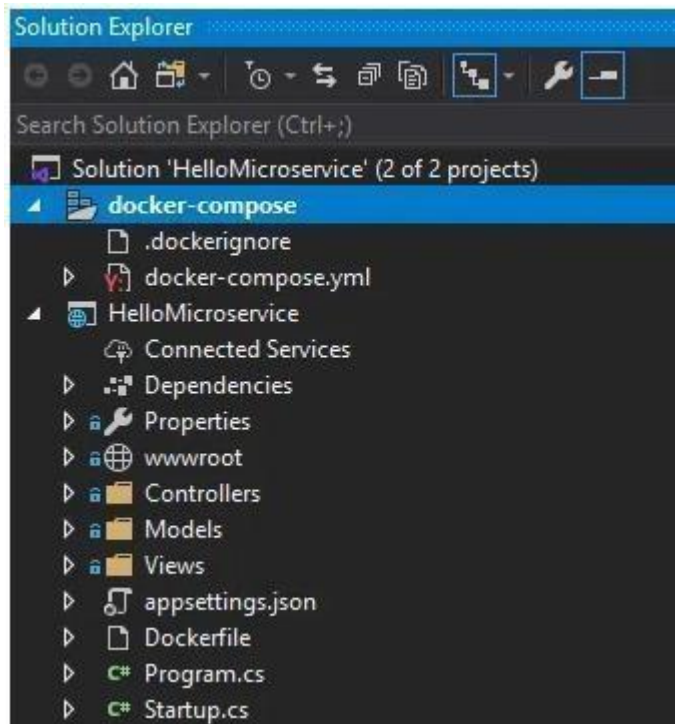 Solution Explorer
Search Solution Explorer (Ctrl+;)
Solution 'HelloMicroservice' (2 of 2 projects)
docker-compose
.dockerignore
docker-compose.yml
HelloMicroservice
Connected Services
Dependencies
Properties
wwwroot
Controllers
Models
Views
appsettings.json
Dockerfile
C# Program.cs
C# Startup.cs